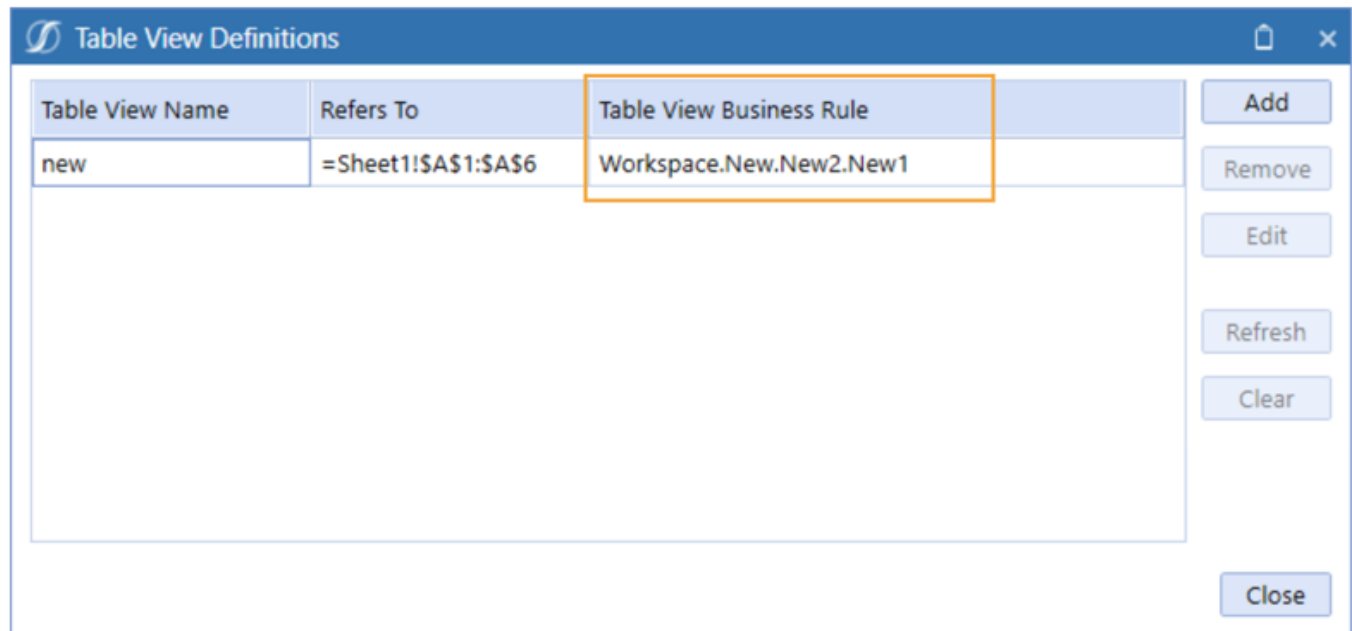 Table View Definitions
Table View Name Refers To Table View Business Rule
new =Sheet1!$A$1:$A$6 Workspace.New.New2.New1
Add
Remove
Edit
Refresh
Clear
Close